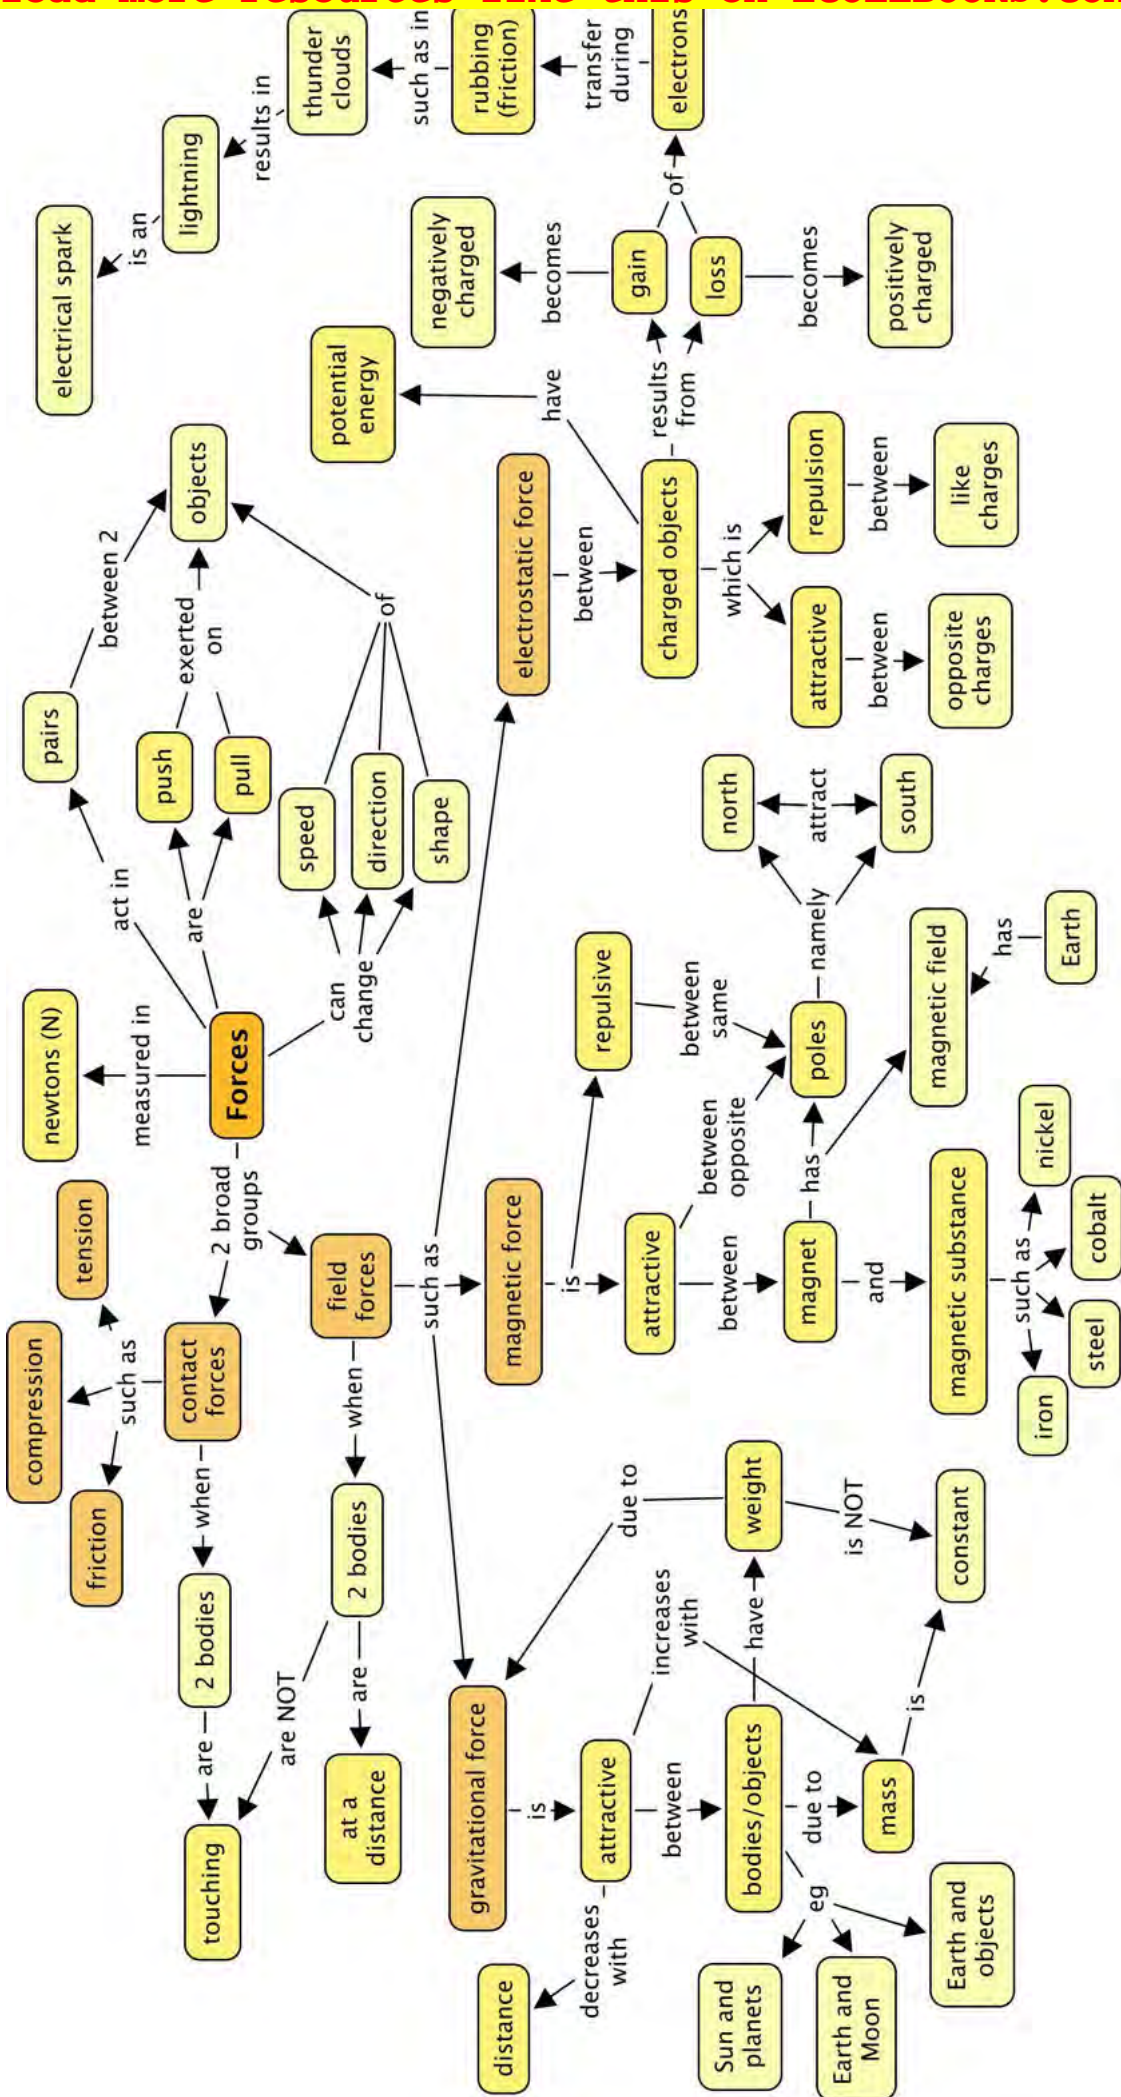 more resources like this on
compression
tension
friction
such as
contact
forces
when
2 bodies
are
touching
2 broad
groups
Forces
measured in
newtons (N)
act in
pairs
between 2
objects
are
push
pull
exerted
on
can
change
speed
direction
shape
of
field
forces
when
2 bodies
are NOT
are
at a
distance
such as
gravitational force
is
attractive
decreases
with
distance
increases
with
between
bodies/objects
have
weight
due to
is NOT
constant
due to
mass
is
eg
Sun and
planets
Earth and
Moon
Earth and
objects
magnetic force
is
attractive
repulsive
between
same
between
opposite
between
magnet
has
poles
namely
north
attract
south
magnetic field
has
Earth
and
magnetic substance
such as
iron
steel
cobalt
nickel
electrostatic force
between
charged objects
have
potential
energy
which is
attractive
between
opposite
charges
repulsion
between
like
charges
results
from
gain
becomes
negatively
charged
loss
becomes
positively
charged
of
electrons
transfer
during
rubbing
(friction)
such as in
thunder
clouds
results in
lightning
is an
electrical spark